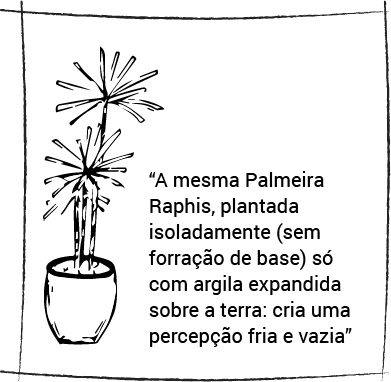 “A mesma Palmeira
Raphis, plantada
isoladamente (sem
forração de base) só
com argila expandida
sobre a terra: cria uma
percepção fria e vazia”